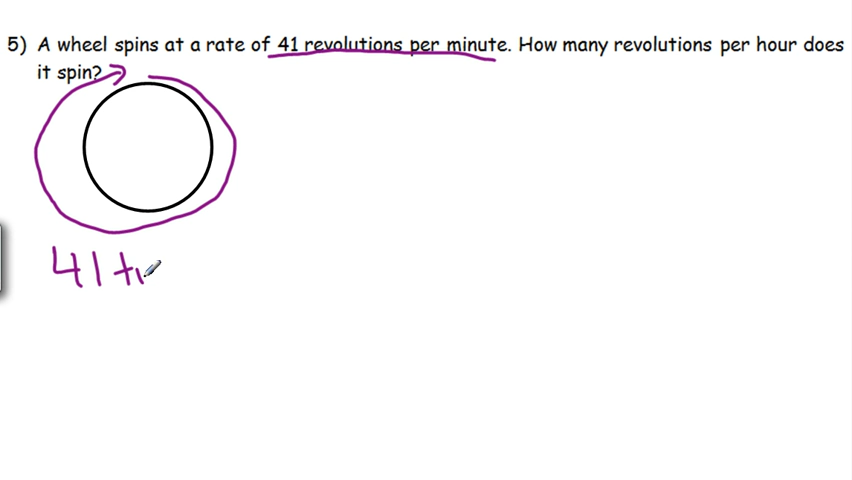 5) A wheel spins at a rate of 41 revolutions per minute. How many revolutions per hour does
it spin?
41